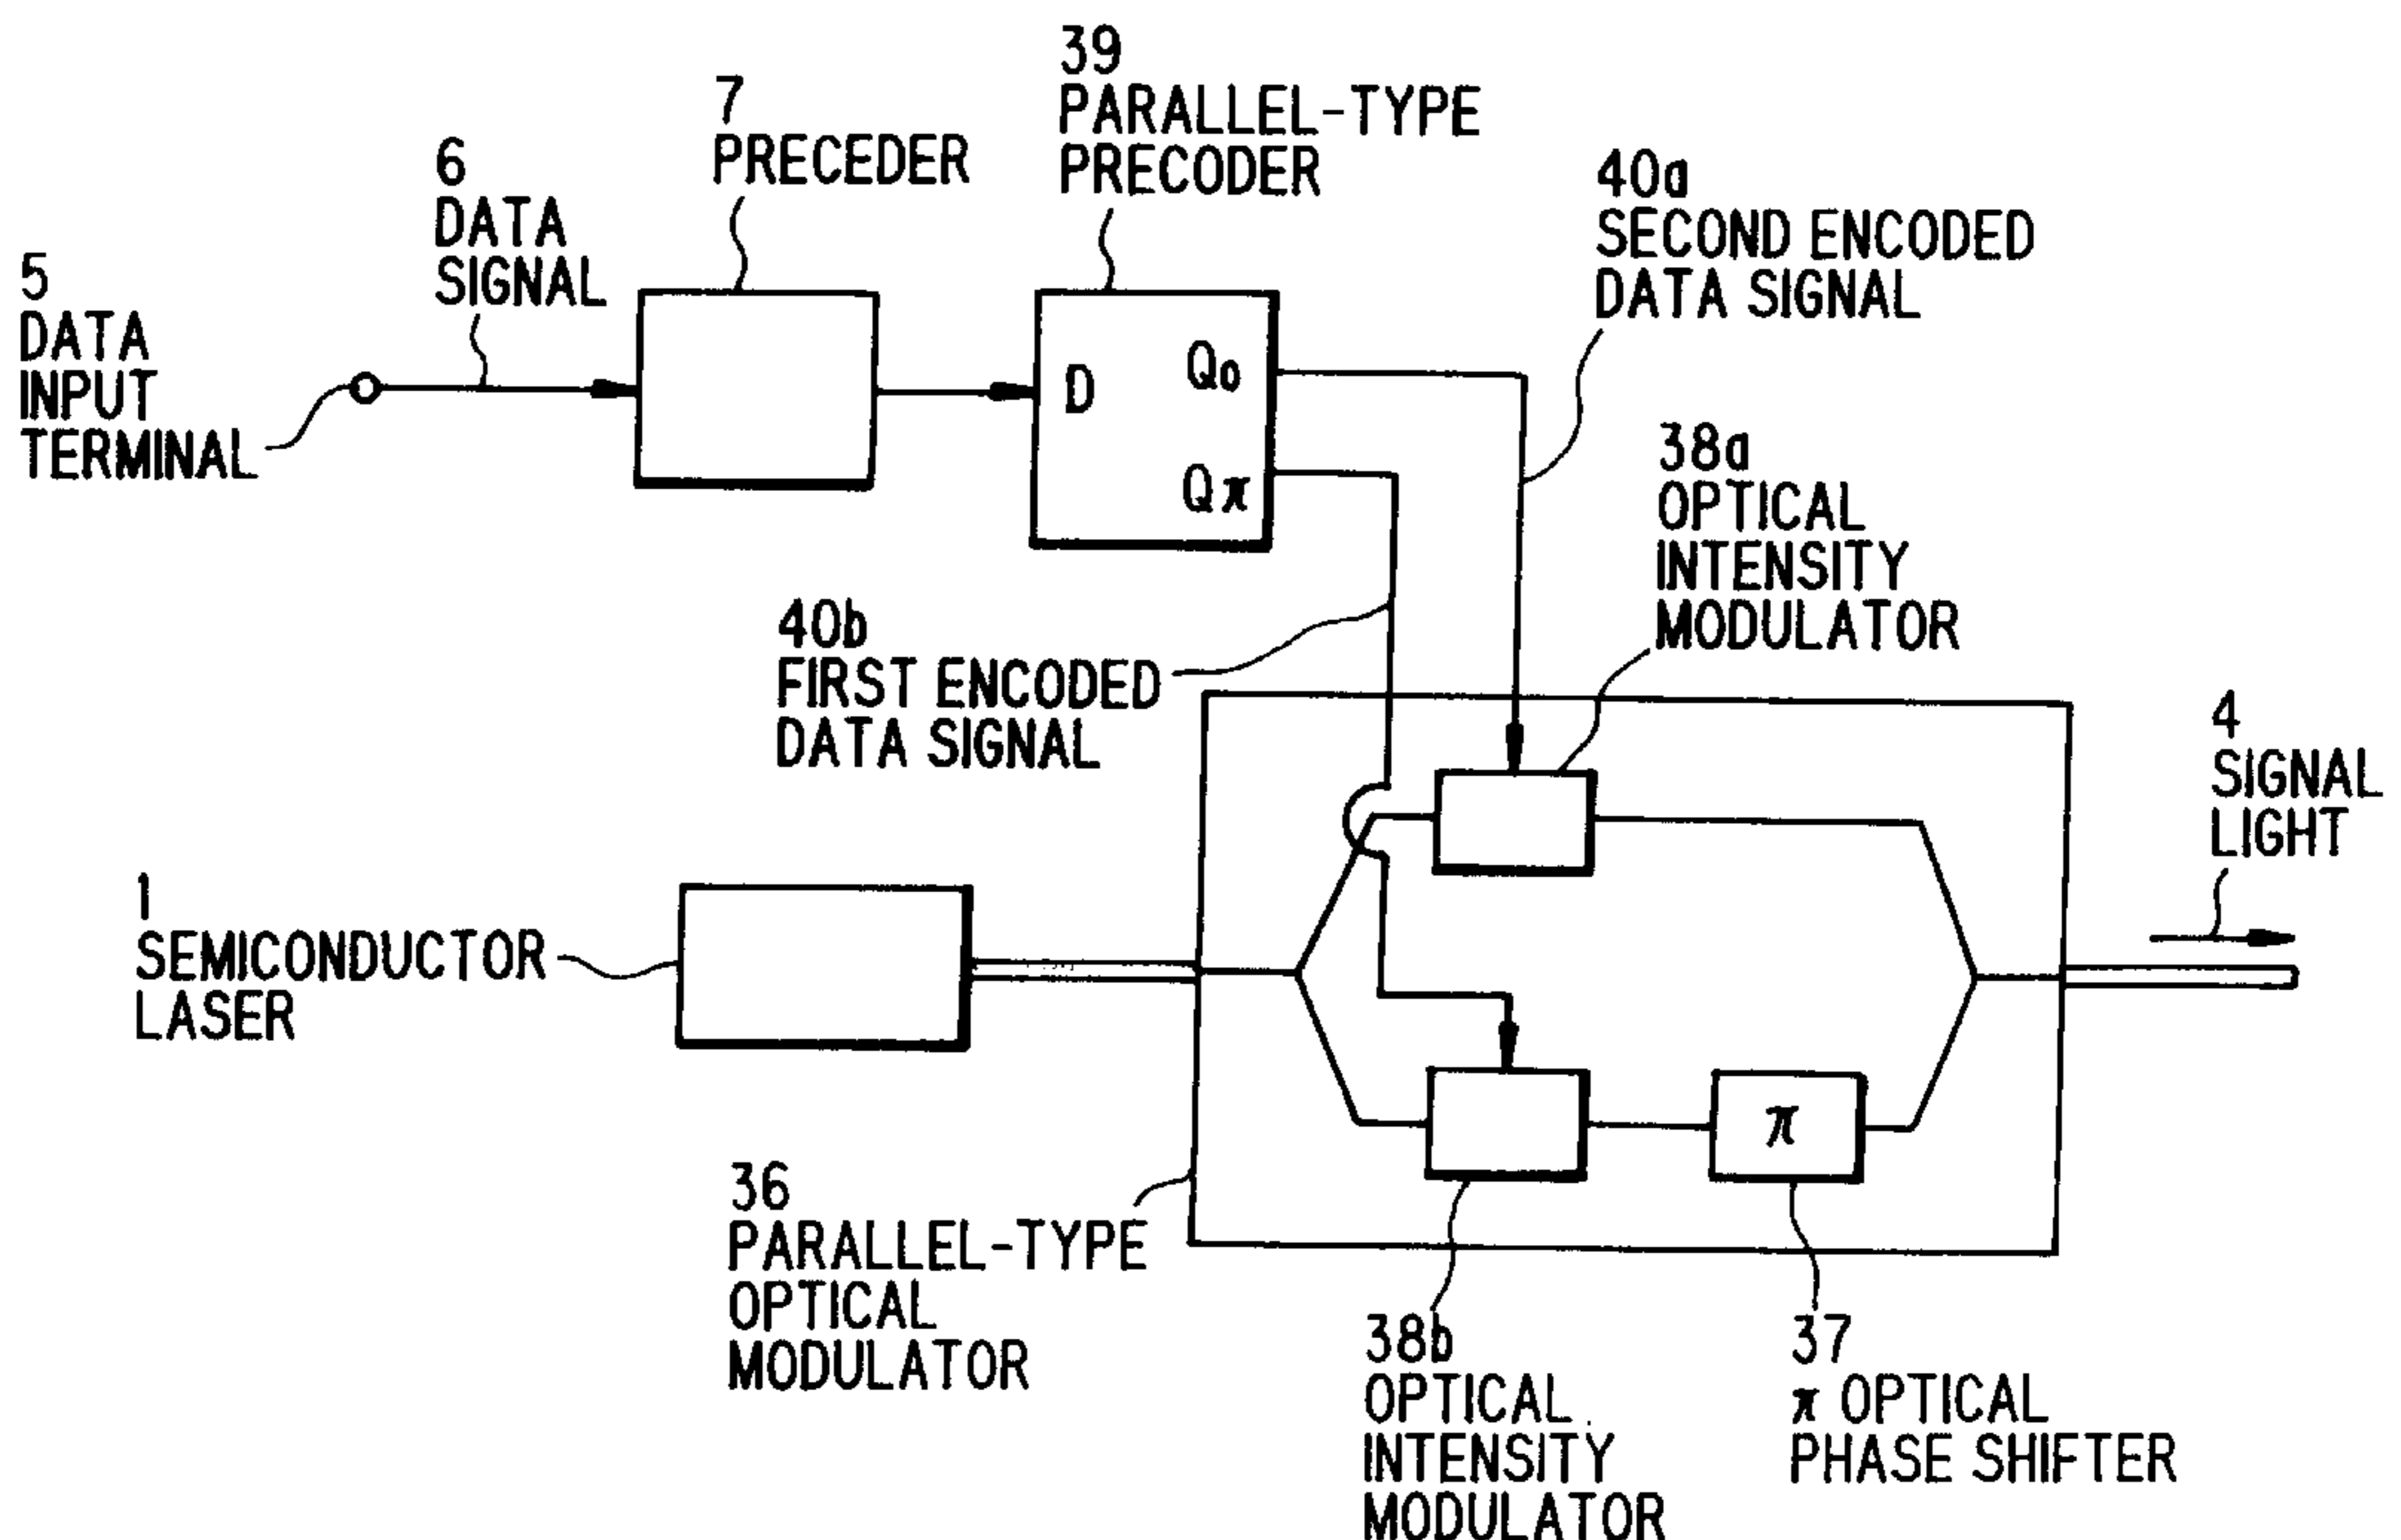 39
PARALLEL-TYPE
PRECODER
7
PRECEDER
6
DATA
SIGNAL
5
DATA
INPUT
TERMINAL
40a
SECOND ENCODED
DATA SIGNAL
D
Q0
Qπ
38a
OPTICAL
INTENSITY
MODULATOR
40b
FIRST ENCODED
DATA SIGNAL
4
SIGNAL
LIGHT
1
SEMICONDUCTOR
LASER
π
36
PARALLEL-TYPE
OPTICAL
MODULATOR
38b
OPTICAL
INTENSITY
MODULATOR
37
π OPTICAL
PHASE SHIFTER